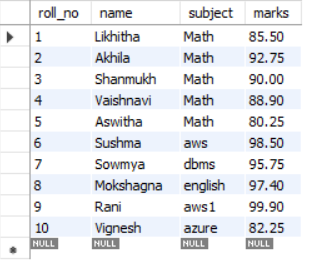 roll_no name subject marks
1 Likhitha Math 85.50
2 Akhila Math 92.75
3 Shanmukh Math 90.00
4 Vaishnavi Math 88.90
5 Aswitha Math 80.25
6 Sushma aws 98.50
7 Sowmya dbms 95.75
8 Mokshagna english 97.40
9 Rani aws1 99.90
10 Vignesh azure 82.25
NULL NULL NULL NULL